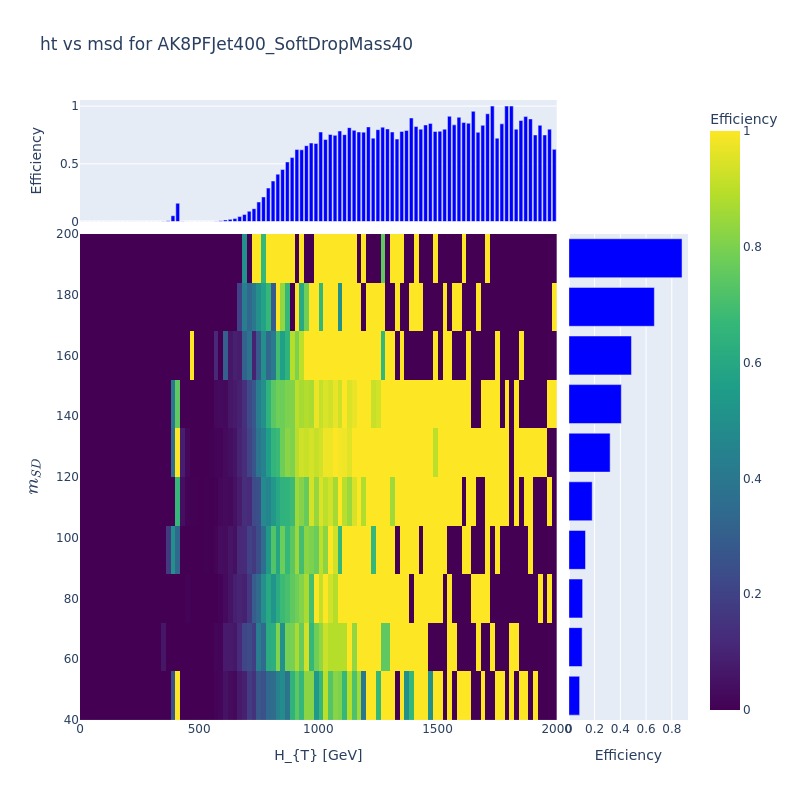 ht vs msd for AK8PFJet400_SoftDropMass40
Efficiency
1
0.5
0
Efficiency
1
0.8
0.6
0.4
0.2
0
m_{SD}
200
180
160
140
120
100
80
60
40
0 500 1000 1500 2000
H_{T} [GeV]
0 0.2 0.4 0.6 0.8
Efficiency